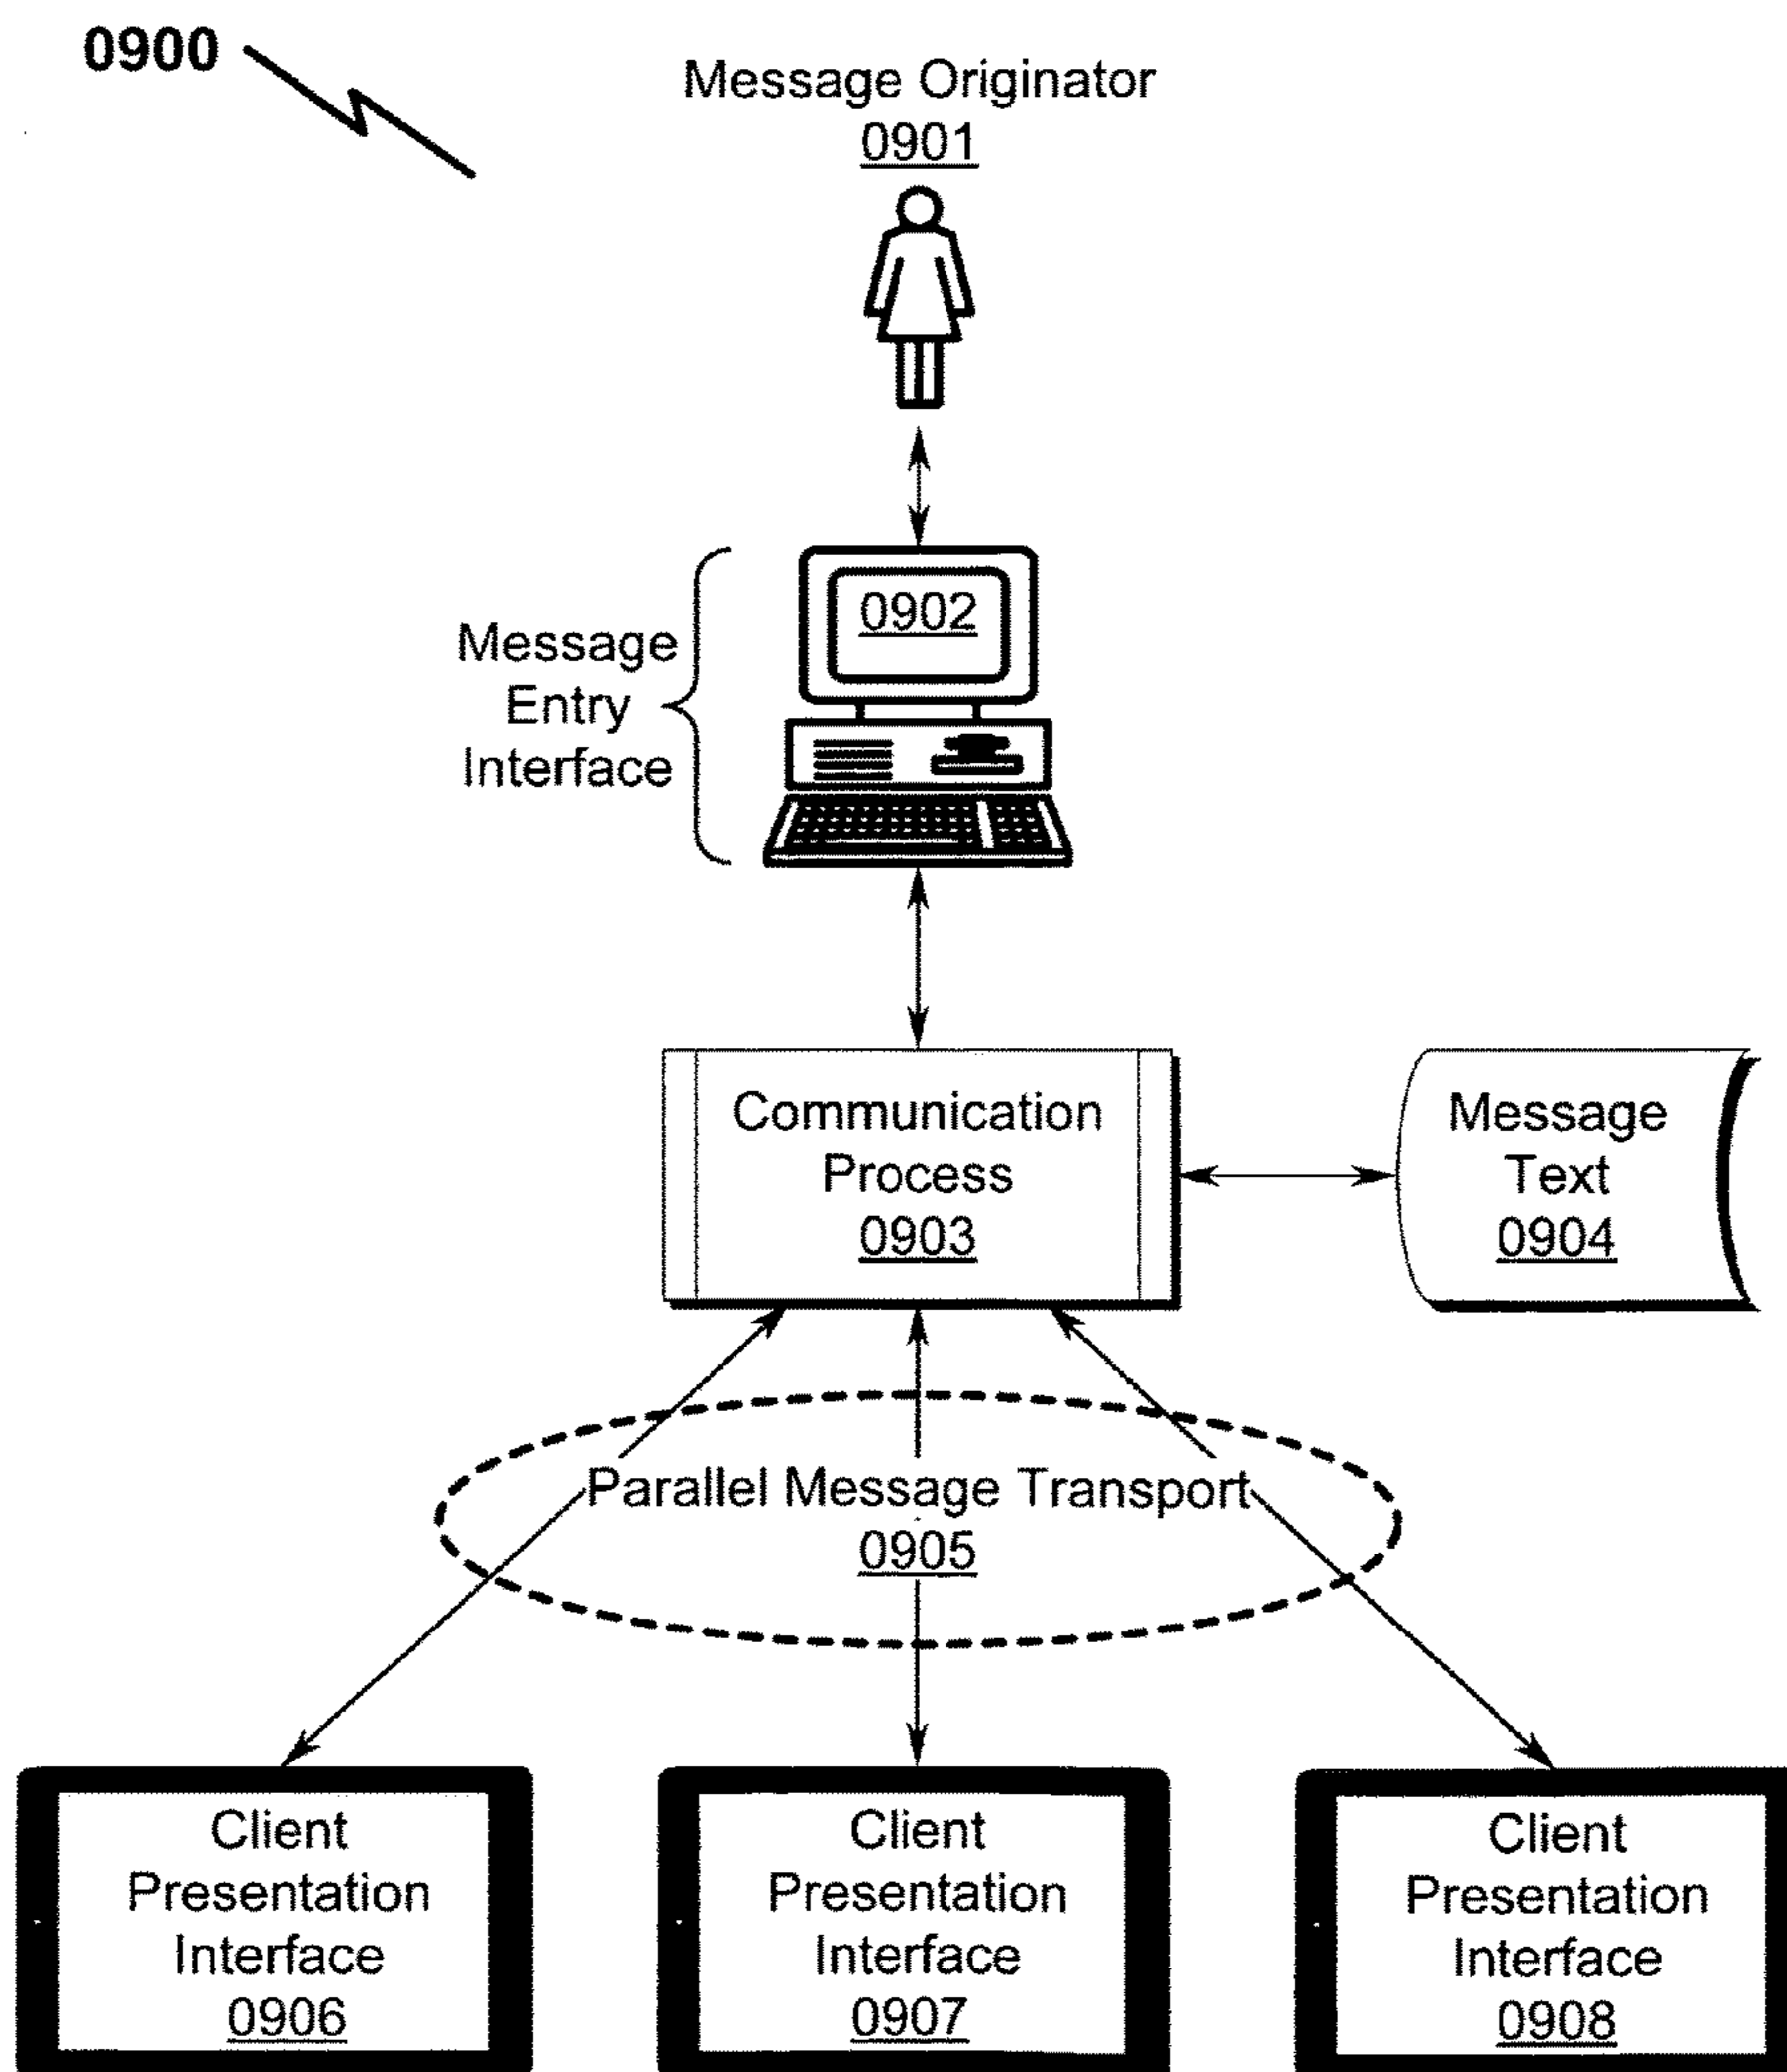 0900
Message Originator
0901
0902
Message
Entry
Interface
Communication
Process
0903
Message
Text
0904
Parallel Message Transport
0905
Client
Presentation
Interface
0906
Client
Presentation
Interface
0907
Client
Presentation
Interface
0908